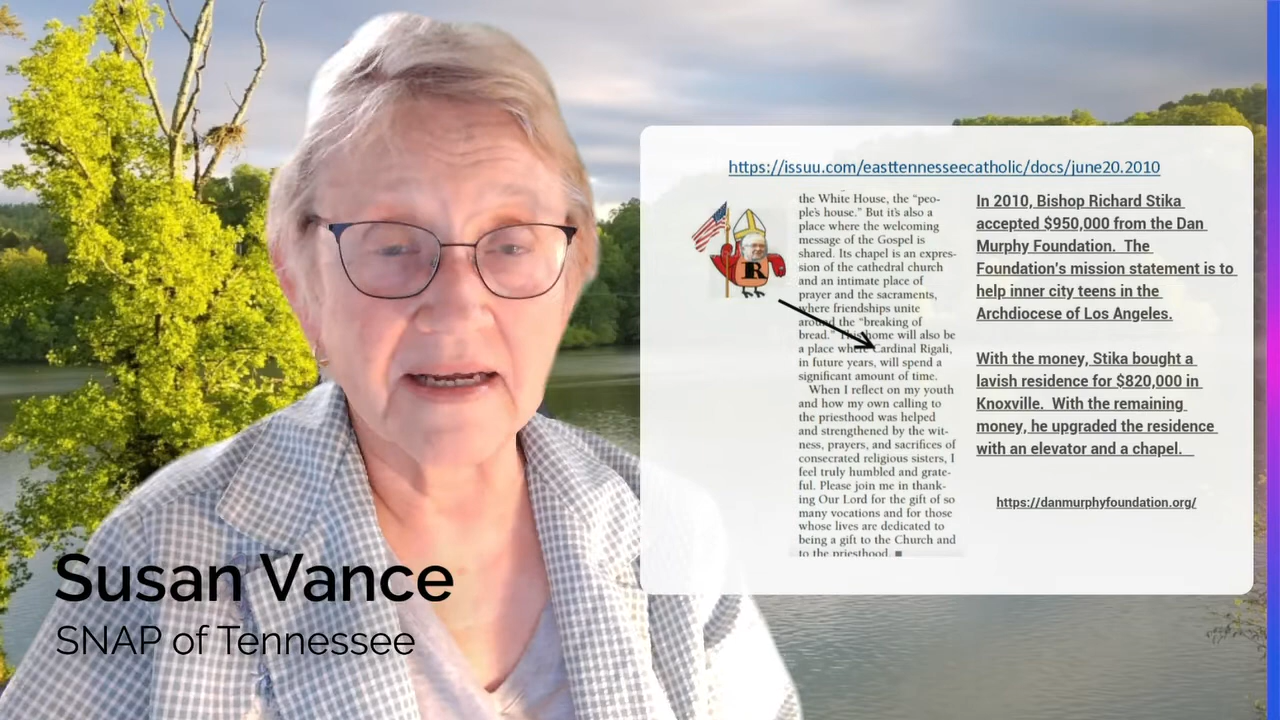 https://issuu.com/easttennesseecatholic/docs/june20.2010
the White House, the “peo-
ple's house.” But it's also a
place where the welcoming
message of the Gospel is
shared. Its chapel is an expres-
sion of the cathedral church
and an intimate place of
prayer and the sacraments,
where friendships unite
around the “breaking of
bread.” This home will also be
a place where Cardinal Rigali,
in future years, will spend a
significant amount of time.
When I reflect on my youth
and how my own calling to
the priesthood was helped
and strengthened by the wit-
ness, prayers, and sacrifices of
consecrated religious sisters, I
feel truly humbled and grate-
ful. Please join me in thank-
ing Our Lord for the gift of so
many vocations and for those
whose lives are dedicated to
being a gift to the Church and
to the priesthood. ■
R
In 2010, Bishop Richard Stika
accepted $950,000 from the Dan
Murphy Foundation. The
Foundation's mission statement is to
help inner city teens in the
Archdiocese of Los Angeles.
With the money, Stika bought a
lavish residence for $820,000 in
Knoxville. With the remaining
money, he upgraded the residence
with an elevator and a chapel.
https://danmurphyfoundation.org/
Susan Vance
SNAP of Tennessee